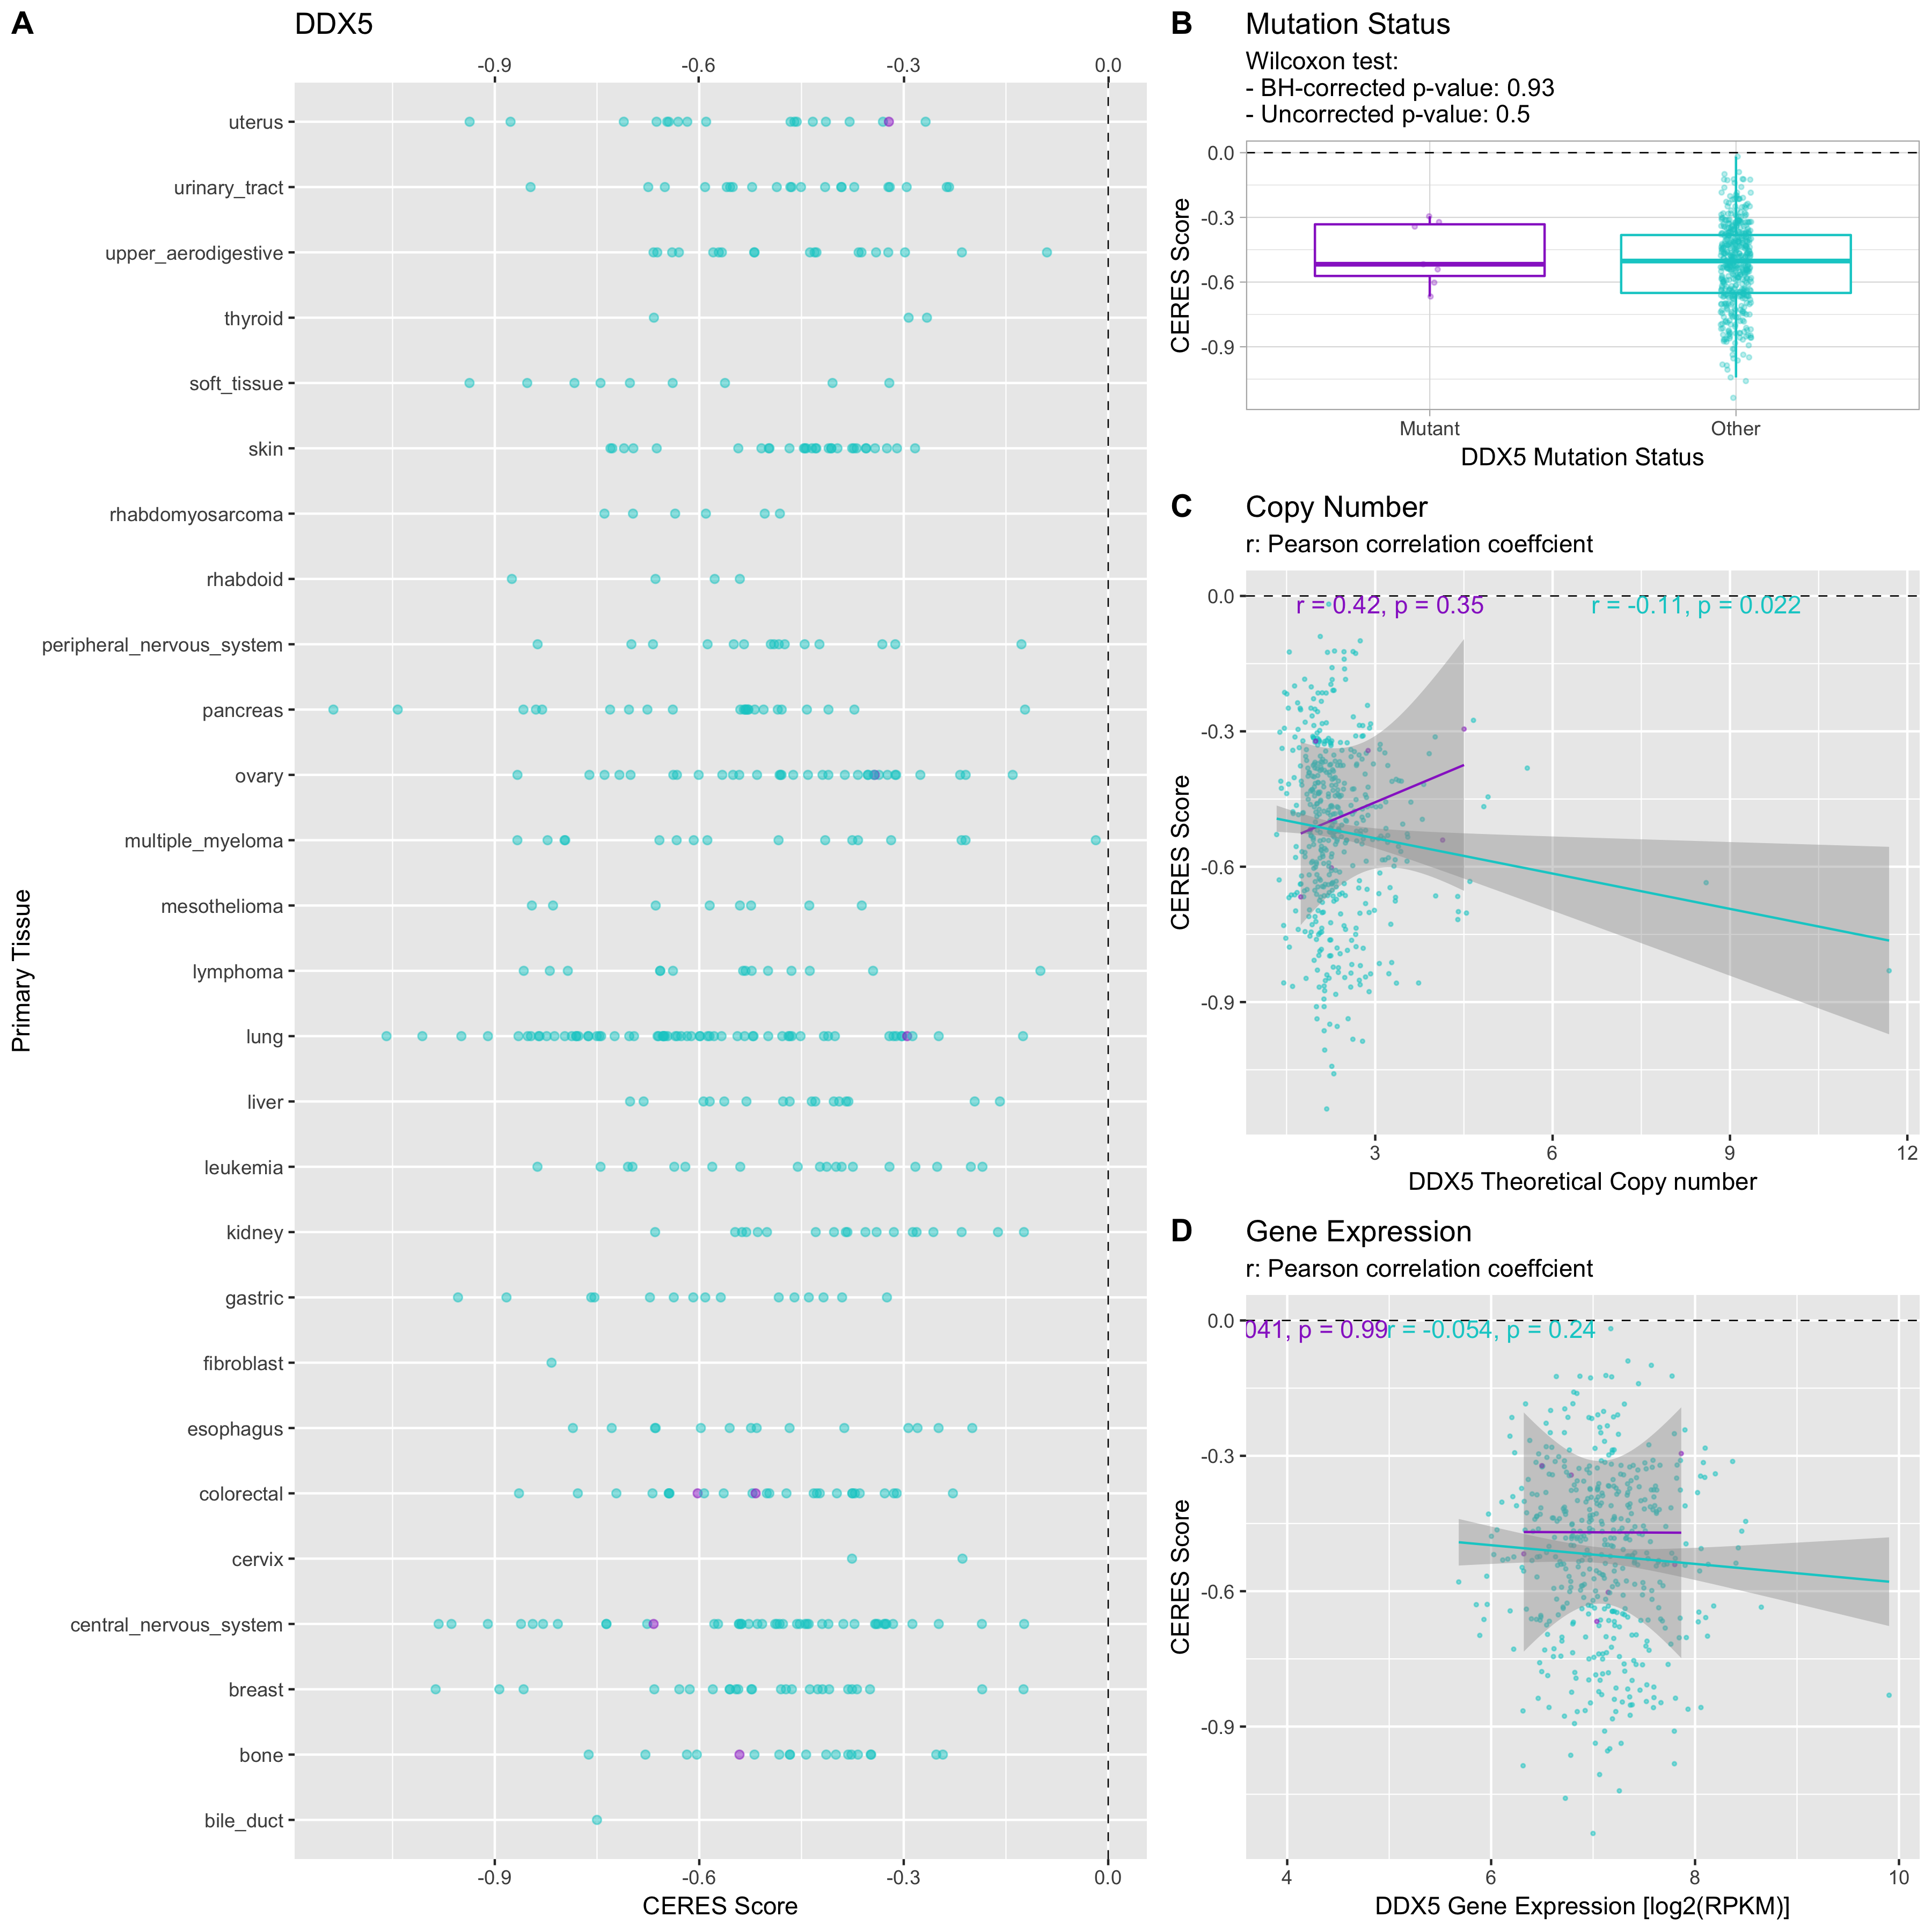 A
DDX5
-0.9
-0.6
-0.3
0.0
uterus
urinary_tract
upper_aerodigestive
thyroid
soft_tissue
skin
rhabdomyosarcoma
rhabdoid
peripheral_nervous_system
pancreas
ovary
multiple_myeloma
mesothelioma
lymphoma
lung
liver
leukemia
kidney
gastric
fibroblast
esophagus
colorectal
cervix
central_nervous_system
breast
bone
bile_duct
Primary Tissue
-0.9
-0.6
-0.3
0.0
CERES Score
B
Mutation Status
Wilcoxon test:
- BH-corrected p-value: 0.93
- Uncorrected p-value: 0.5
0.0
-0.3
-0.6
-0.9
CERES Score
Mutant
Other
DDX5 Mutation Status
C
Copy Number
r: Pearson correlation coeffcient
r = 0.42, p = 0.35
r = -0.11, p = 0.022
0.0
-0.3
-0.6
-0.9
CERES Score
3
6
9
12
DDX5 Theoretical Copy number
D
Gene Expression
r: Pearson correlation coeffcient
041, p = 0.99
r = -0.054, p = 0.24
0.0
-0.3
-0.6
-0.9
CERES Score
4
6
8
10
DDX5 Gene Expression [log2(RPKM)]